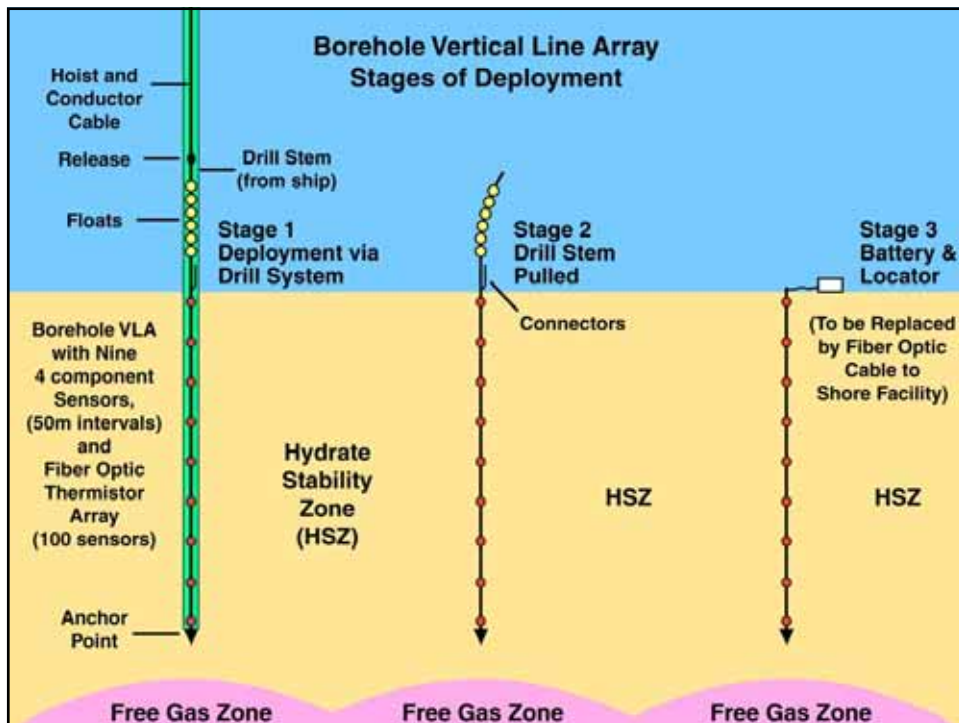 Borehole Vertical Line Array
Stages of Deployment
Hoist and
Conductor
Cable
Release
Drill Stem
(from ship)
Floats
Stage 1
Deployment via
Drill System
Stage 2
Drill Stem
Pulled
Stage 3
Battery &
Locator
Connectors
(To be Replaced
by Fiber Optic
Cable to
Shore Facility)
Borehole VLA
with Nine
4 component
Sensors,
(50m intervals)
and
Fiber Optic
Thermistor
Array
(100 sensors)
Hydrate
Stability
Zone
(HSZ)
HSZ
HSZ
Anchor
Point
Free Gas Zone
Free Gas Zone
Free Gas Zone